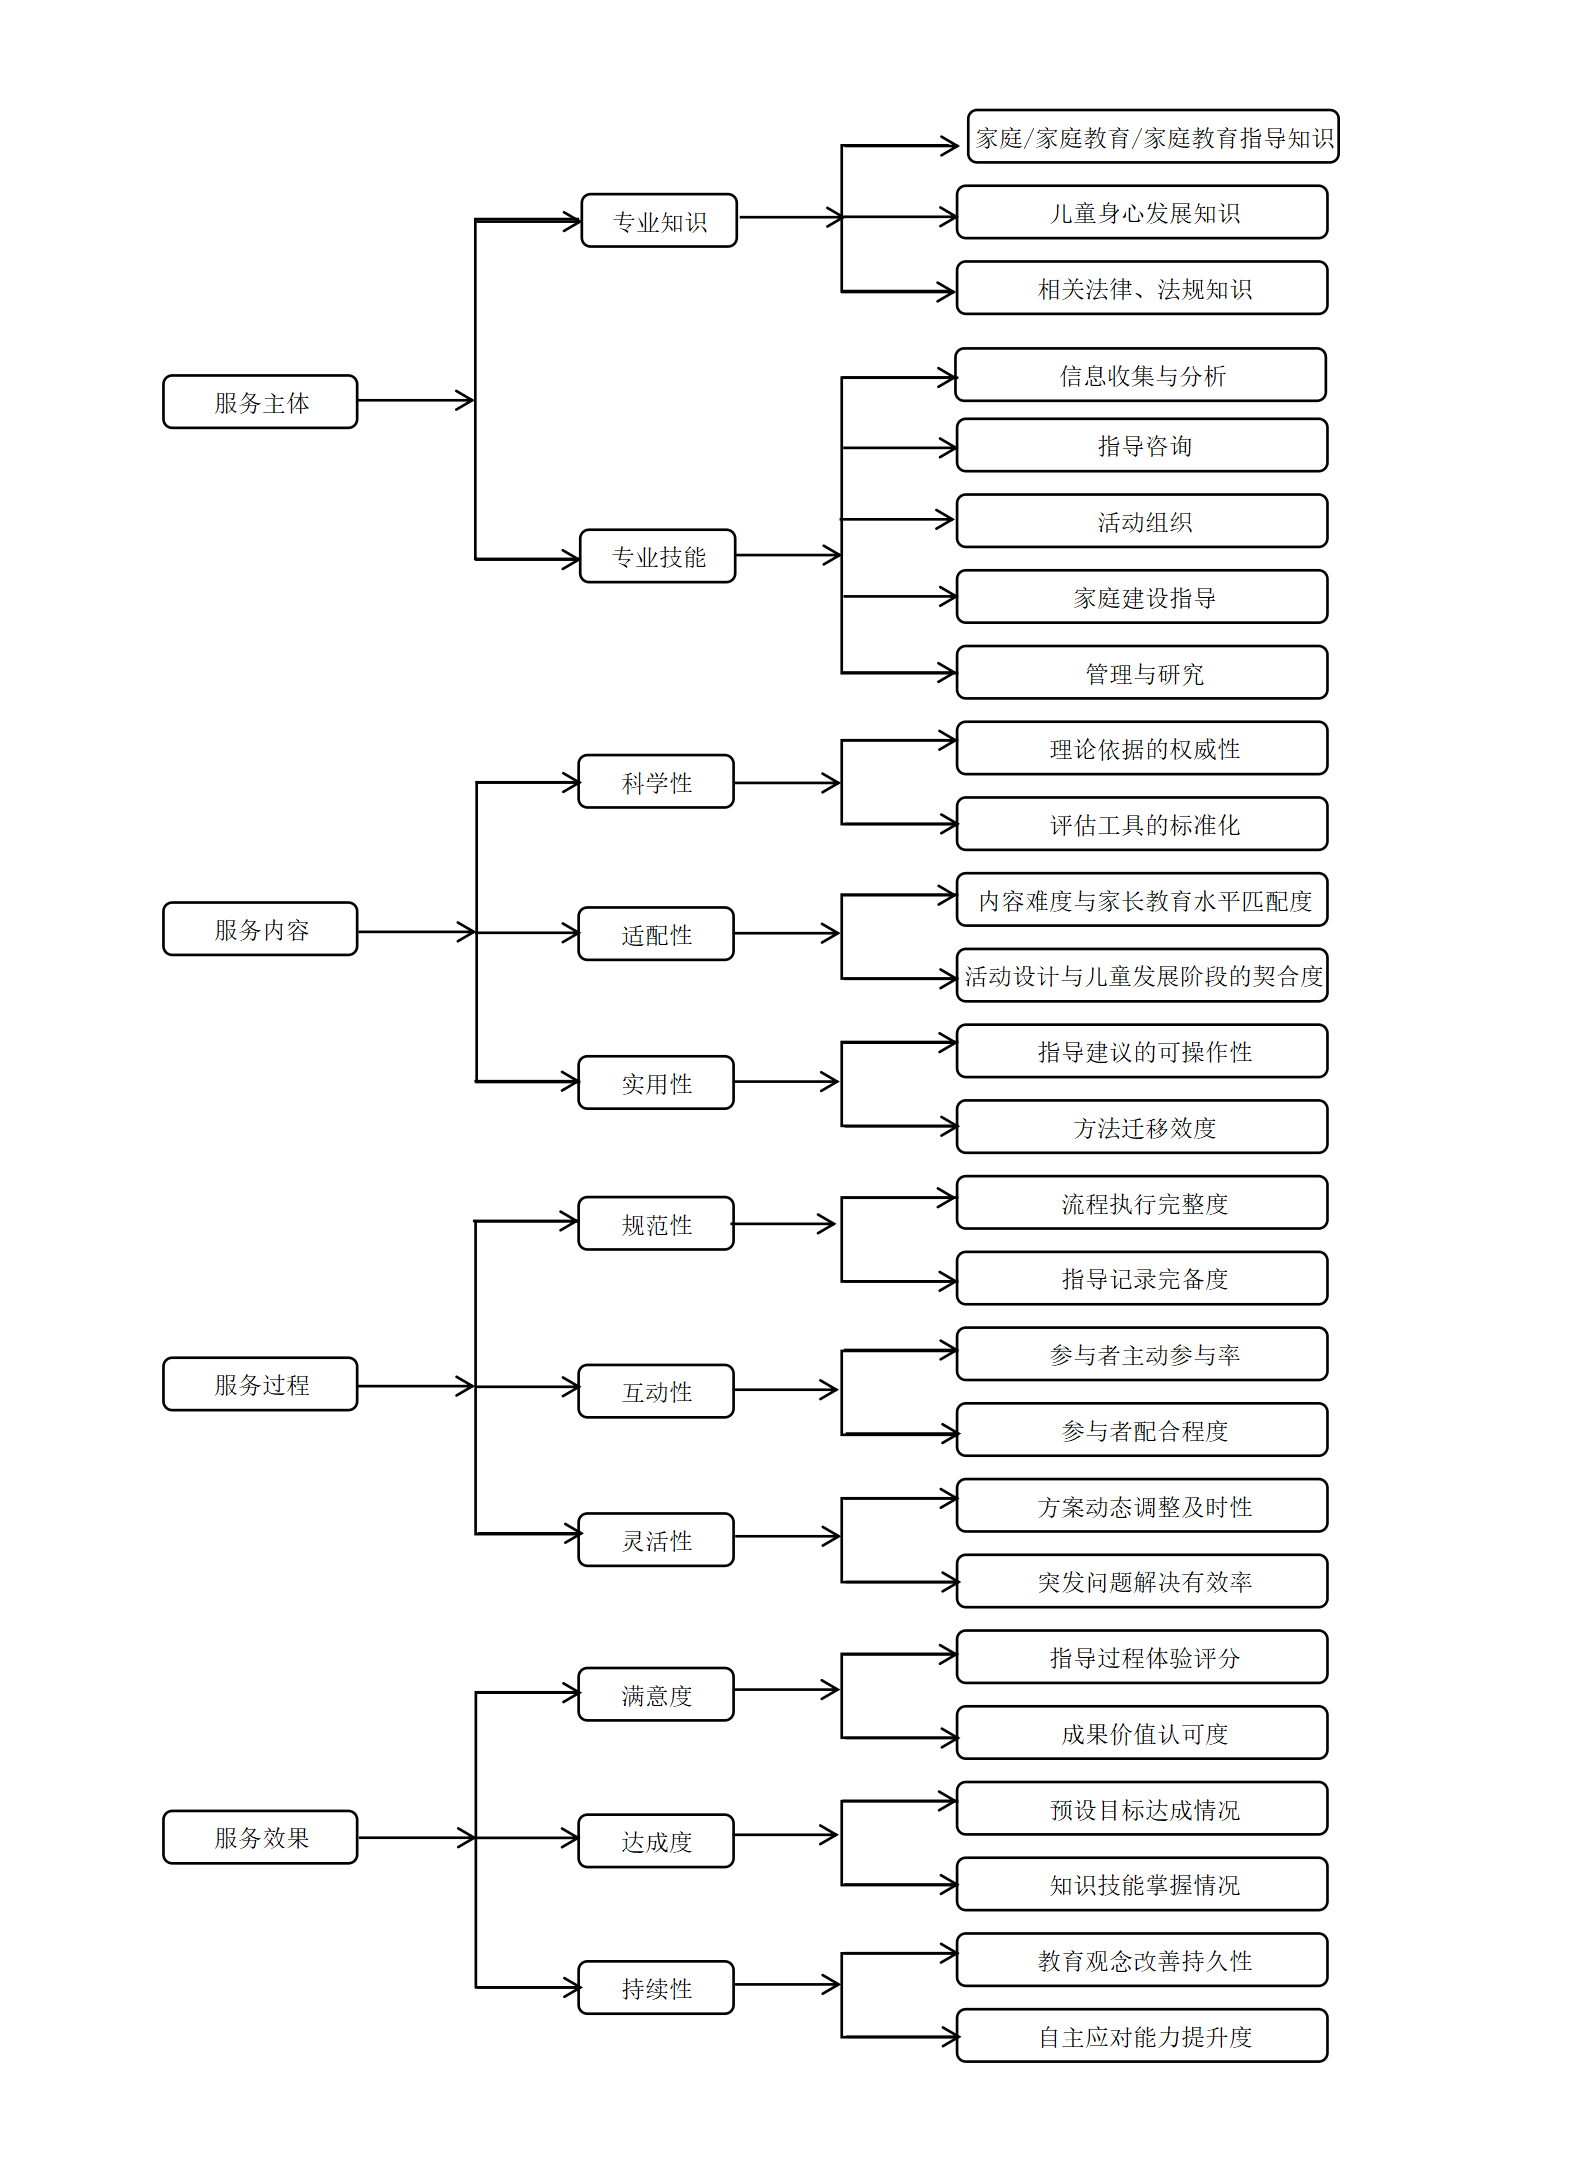 服务主体
专业知识
家庭/家庭教育/家庭教育指导知识
儿童身心发展知识
相关法律、法规知识
专业技能
信息收集与分析
指导咨询
活动组织
家庭建设指导
管理与研究
服务内容
科学性
理论依据的权威性
评估工具的标准化
适配性
内容难度与家长教育水平匹配度
活动设计与儿童发展阶段的契合度
实用性
指导建议的可操作性
方法迁移效度
服务过程
规范性
流程执行完整度
指导记录完备度
互动性
参与者主动参与率
参与者配合程度
灵活性
方案动态调整及时性
突发问题解决有效率
服务效果
满意度
指导过程体验评分
成果价值认可度
达成度
预设目标达成情况
知识技能掌握情况
持续性
教育观念改善持久性
自主应对能力提升度